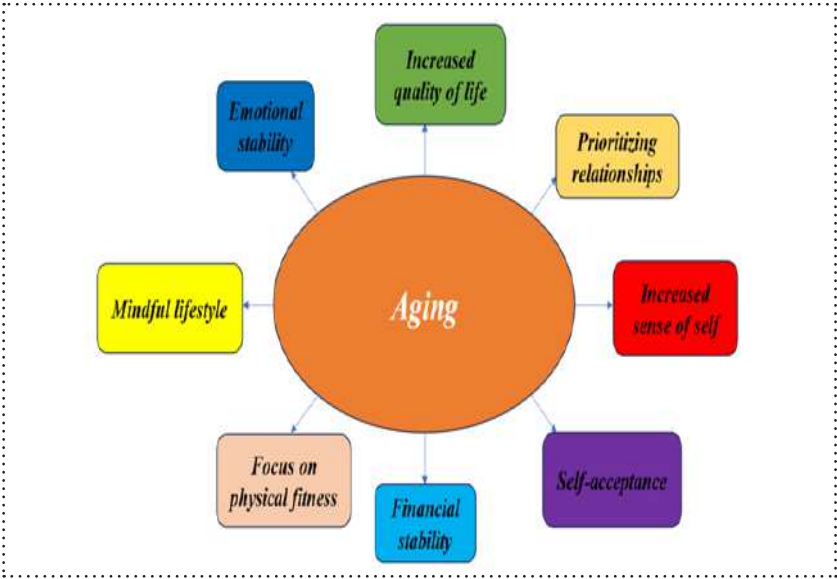 Increased
quality of life
Emotional
stability
Prioritizing
relationships
Mindful lifestyle
Aging
Increased
sense of self
Focus on
physical fitness
Self-acceptance
Financial
stability